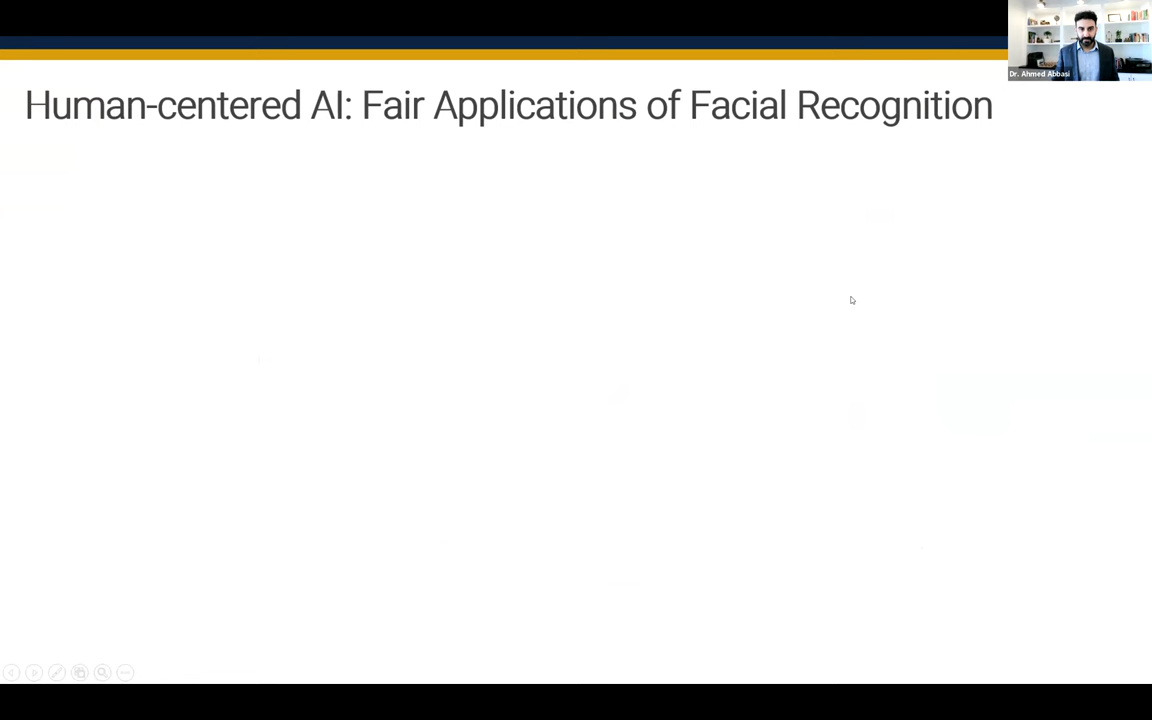 Dr. Ahmed Abbasi
Human-centered AI: Fair Applications of Facial Recognition